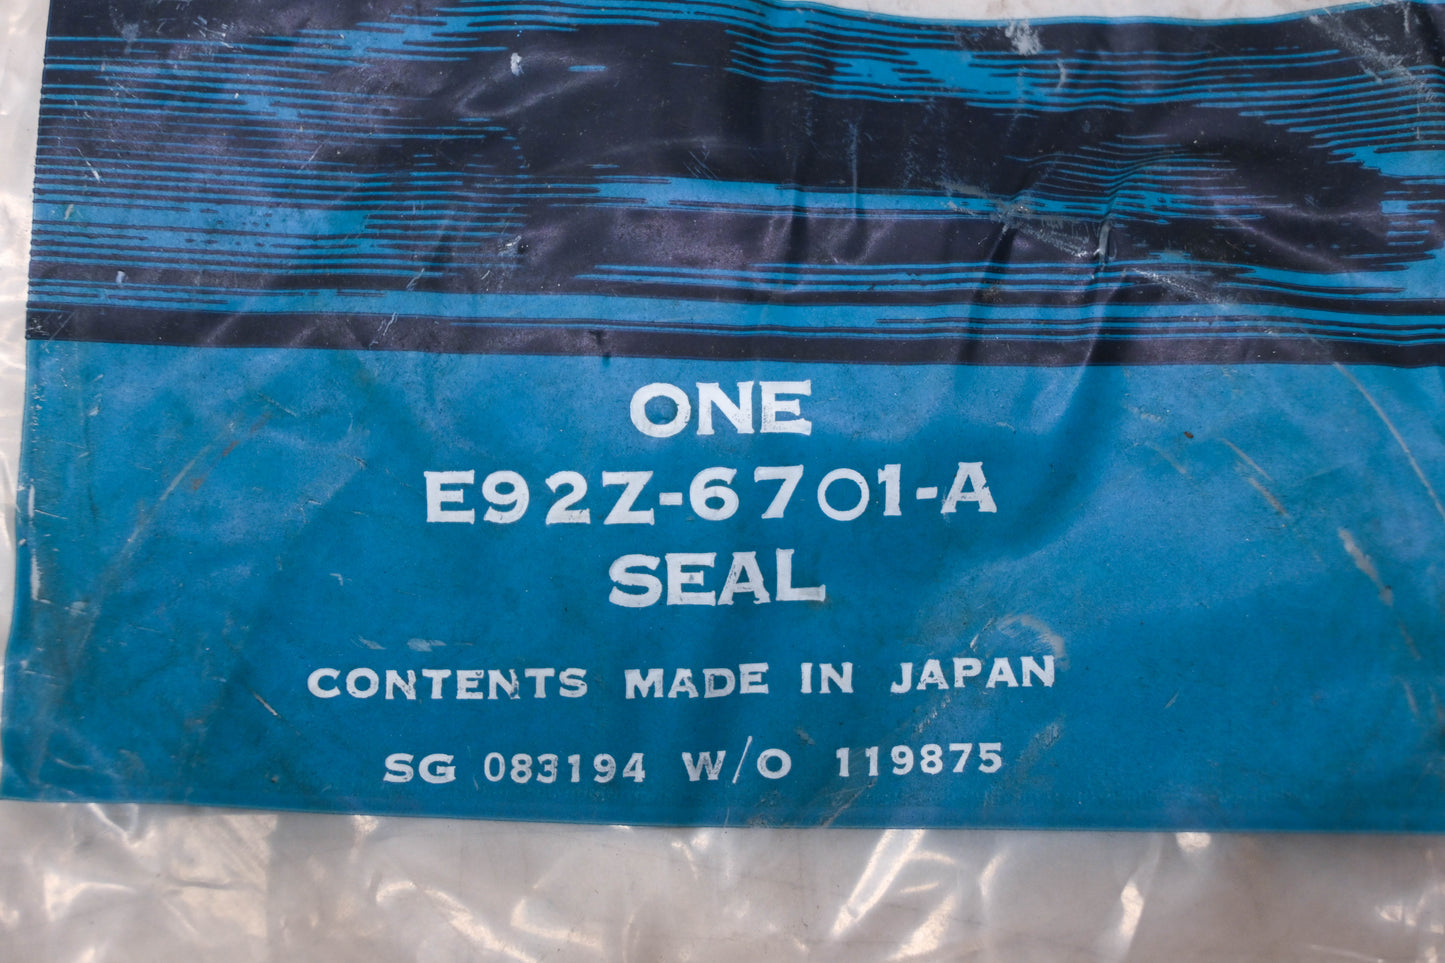 ONE
E92Z-6701-A
SEAL
CONTENTS MADE IN JAPAN
SG 083194 W/O 119875